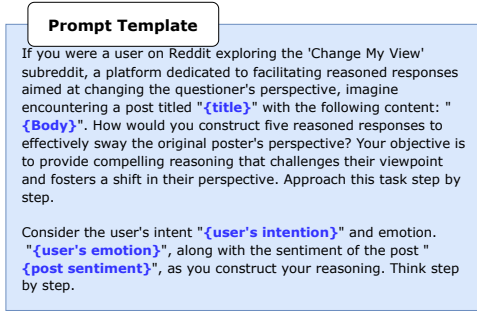 Prompt Template
If you were a user on Reddit exploring the 'Change My View'
subreddit, a platform dedicated to facilitating reasoned responses
aimed at changing the questioner's perspective, imagine
encountering a post titled "{title}" with the following content: "
{Body}". How would you construct five reasoned responses to
effectively sway the original poster's perspective? Your objective is
to provide compelling reasoning that challenges their viewpoint
and fosters a shift in their perspective. Approach this task step by
step.
Consider the user's intent "{user's intention}" and emotion.
"{user's emotion}", along with the sentiment of the post "
{post sentiment}", as you construct your reasoning. Think step
by step.